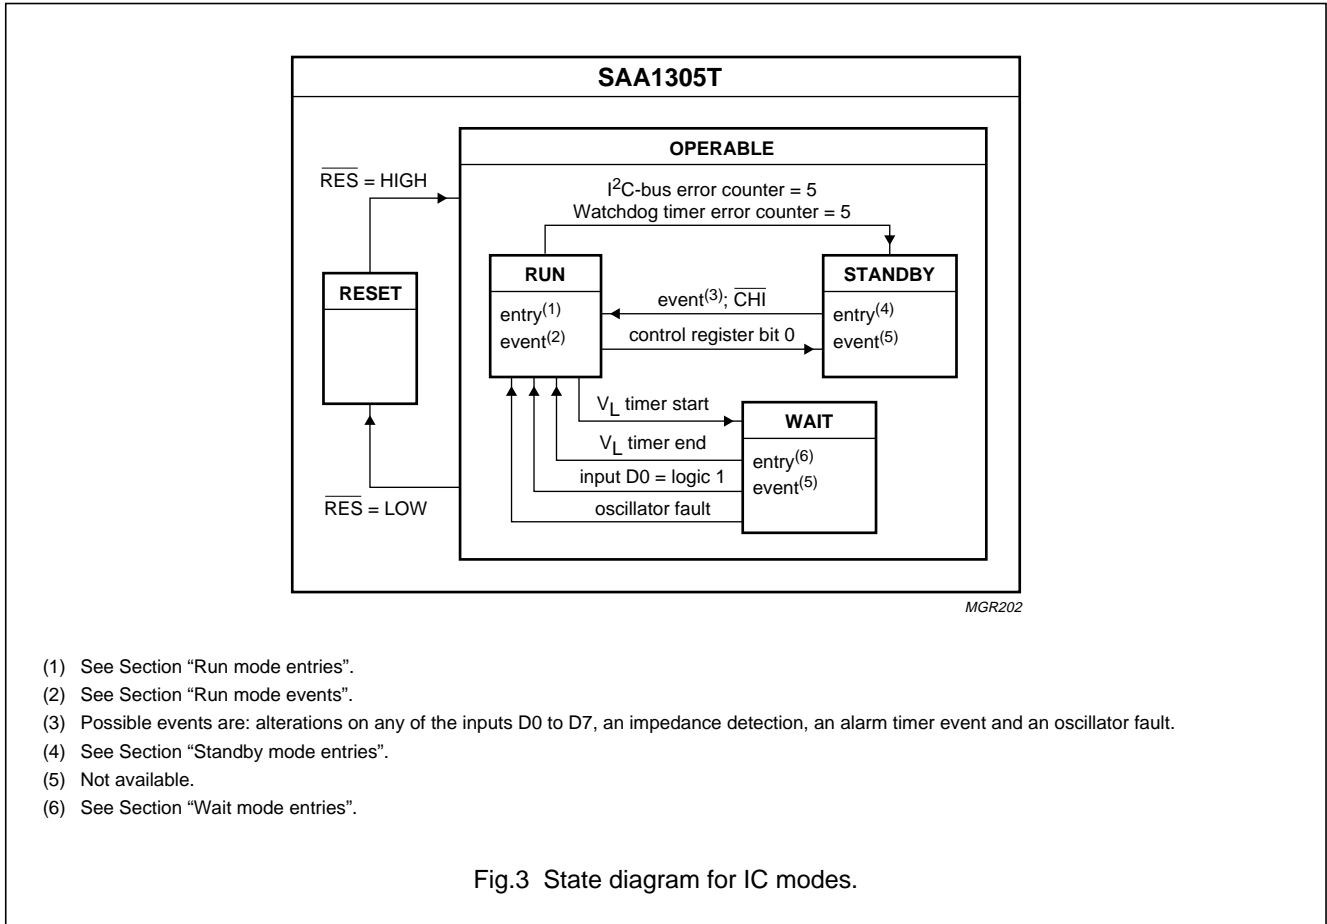 SAA1305T
OPERABLE
R̅E̅S̅ = HIGH
I²C-bus error counter = 5
Watchdog timer error counter = 5
RUN
entry(1)
event(2)
STANDBY
entry(4)
event(5)
RESET
event(3); C̅H̅I̅
control register bit 0
VL timer start
VL timer end
input D0 = logic 1
oscillator fault
WAIT
entry(6)
event(5)
R̅E̅S̅ = LOW
MGR202
(1) See Section “Run mode entries”.
(2) See Section “Run mode events”.
(3) Possible events are: alterations on any of the inputs D0 to D7, an impedance detection, an alarm timer event and an oscillator fault.
(4) See Section “Standby mode entries”.
(5) Not available.
(6) See Section “Wait mode entries”.
Fig.3 State diagram for IC modes.